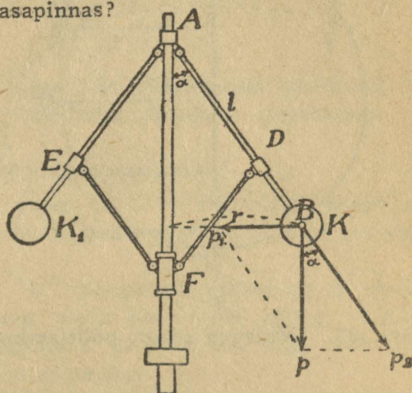 asapinnas?
A
α
l
E
D
B
K
K₁
r
p₁
F
α
p
p₂